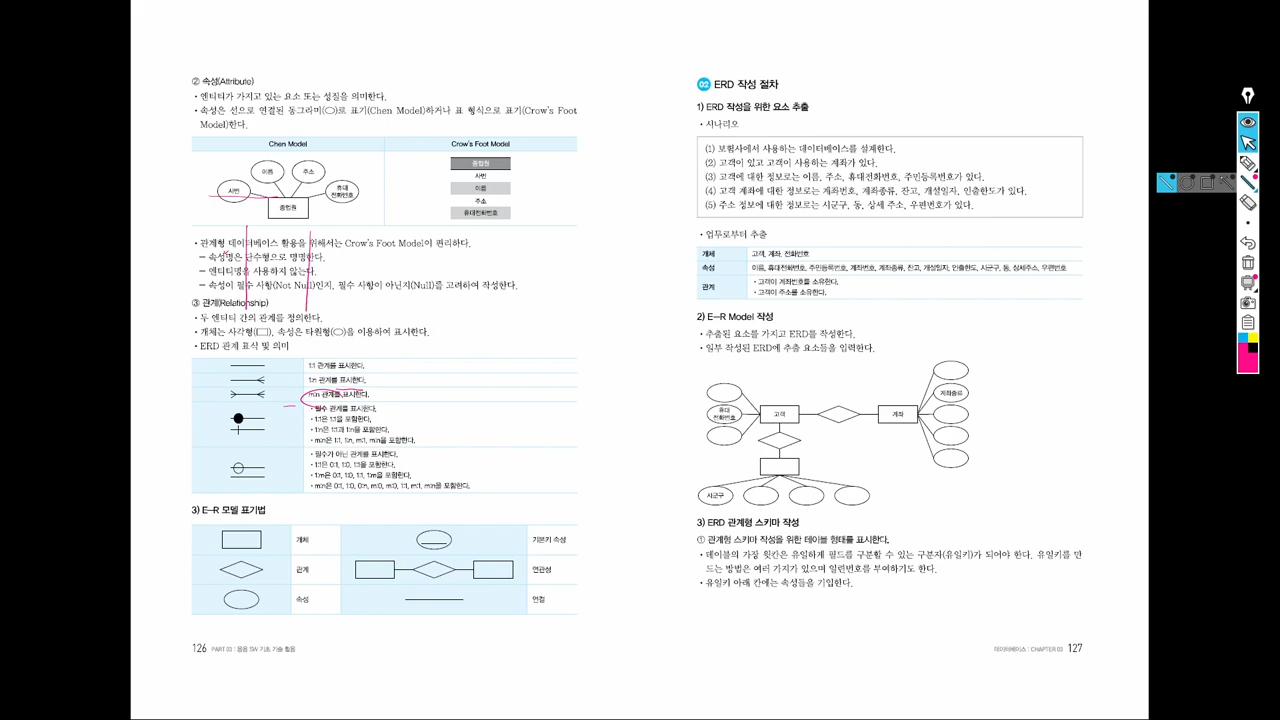 ② 속성(Attribute)
• 엔티티가 가지고 있는 요소 또는 성질을 의미한다.
• 속성은 선으로 연결된 동그라미(○)로 표기(Chen Model)하거나 표 형식으로 표기(Crow's Foot
Model)한다.
Chen Model
Crow's Foot Model
이름
주소
사번
휴대
전화번호
종합원
종합원
사번
이름
주소
휴대전화번호
• 관계형 데이터베이스 활용을 위해서는 Crow's Foot Model이 편리하다.
– 속성명은 단수형으로 명명한다.
– 엔티티명을 사용하지 않는다.
– 속성이 필수 사항(Not Null)인지, 필수 사항이 아닌지(Null)를 고려하여 작성한다.
③ 관계(Relationship)
• 두 엔티티 간의 관계를 정의한다.
• 개체는 사각형(□), 속성은 타원형(○)을 이용하여 표시한다.
• ERD 관계 표식 및 의미
1:1 관계를 표시한다.
1:n 관계를 표시한다.
m:n 관계를 표시한다.
• 필수 관계를 표시한다.
• 1:1은 1:1을 포함한다.
• 1:n은 1:1과 1:n을 포함한다.
• m:n은 1:1, 1:n, m:1, m:n을 포함한다.
• 필수가 아닌 관계를 표시한다.
• 1:1은 0:1, 1:0, 1:1을 포함한다.
• 1:m은 0:1, 1:0, 1:1, 1:m을 포함한다.
• m:n은 0:1, 1:0, 0:n, m:0, m:0, 1:1, m:1, m:n을 포함한다.
3) E–R 모델 표기법
개체
기본키 속성
관계
연관성
속성
연결
126 PART 03 : 응용 SW 기초 기술 활용
02 ERD 작성 절차
1) ERD 작성을 위한 요소 추출
• 시나리오
(1) 보험사에서 사용하는 데이터베이스를 설계한다.
(2) 고객이 있고 고객이 사용하는 계좌가 있다.
(3) 고객에 대한 정보로는 이름, 주소, 휴대전화번호, 주민등록번호가 있다.
(4) 고객 계좌에 대한 정보로는 계좌번호, 계좌종류, 잔고, 개설일자, 인출한도가 있다.
(5) 주소 정보에 대한 정보로는 시군구, 동, 상세 주소, 우편번호가 있다.
• 업무로부터 추출
개체 고객, 계좌, 전화번호
속성 이름, 휴대전화번호, 주민등록번호, 계좌번호, 계좌종류, 잔고, 개설일자, 인출한도, 시군구, 동, 상세주소, 우편번호
관계
• 고객이 계좌번호를 소유한다.
• 고객이 주소를 소유한다.
2) E–R Model 작성
• 추출된 요소를 가지고 ERD를 작성한다.
• 일부 작성된 ERD에 추출 요소들을 입력한다.
계좌종류
휴대
전화번호
고객
계좌
시군구
3) ERD 관계형 스키마 작성
① 관계형 스키마 작성을 위한 테이블 형태를 표시한다.
• 테이블의 가장 윗칸은 유일하게 필드를 구분할 수 있는 구분자(유일키)가 되어야 한다. 유일키를 만
드는 방법은 여러 가지가 있으며 일련번호를 부여하기도 한다.
• 유일키 아래 칸에는 속성들을 기입한다.
데이터베이스 : CHAPTER 03 127